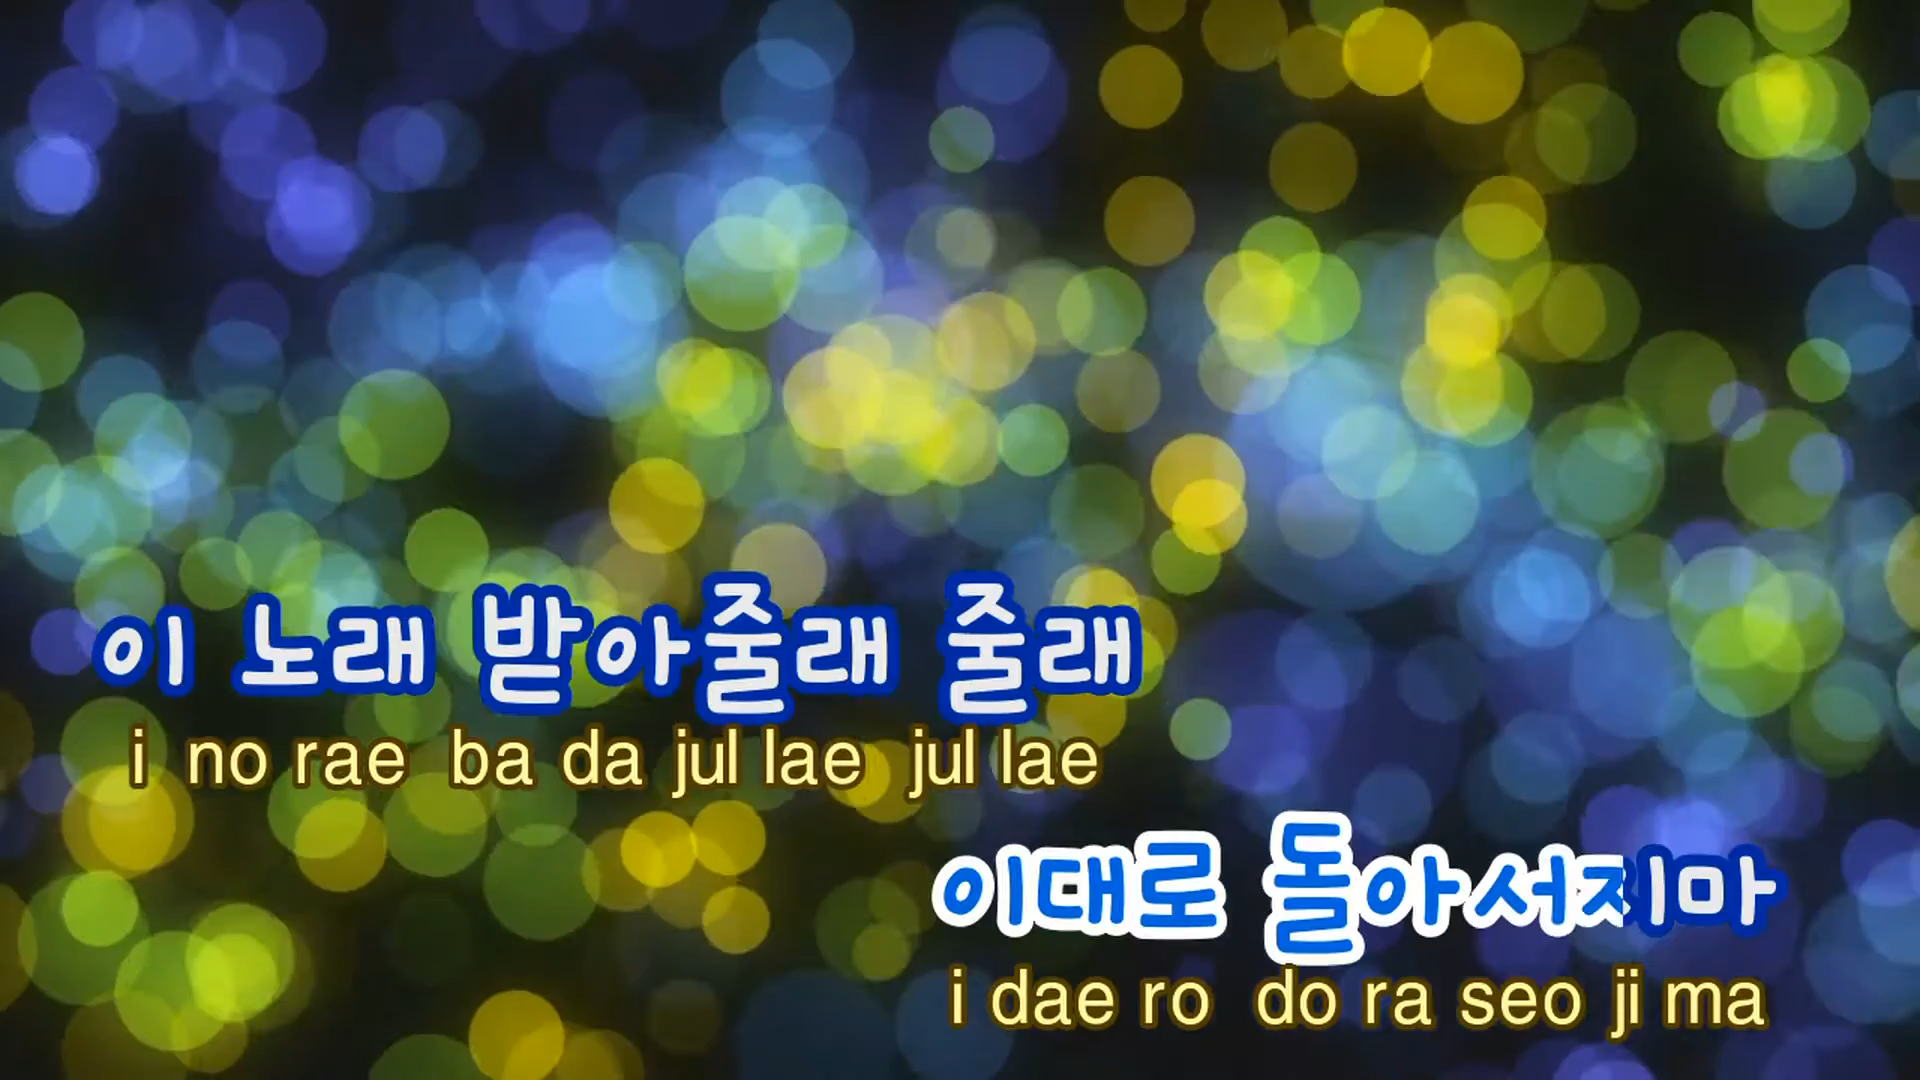 이 노래 받아줄래 줄래
i no rae ba da jul lae jul lae
이대로 돌아서지마
i dae ro do ra seo ji ma